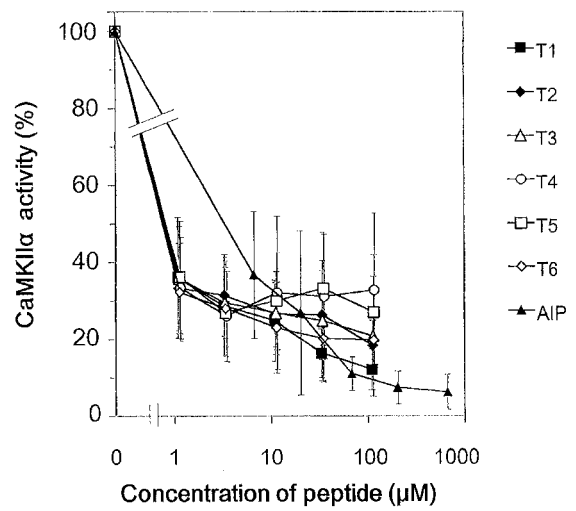 100
80
60
40
20
0
CaMKIIα activity (%)
0 1 10 100 1000
Concentration of peptide (µM)
T1
T2
T3
T4
T5
T6
AIP